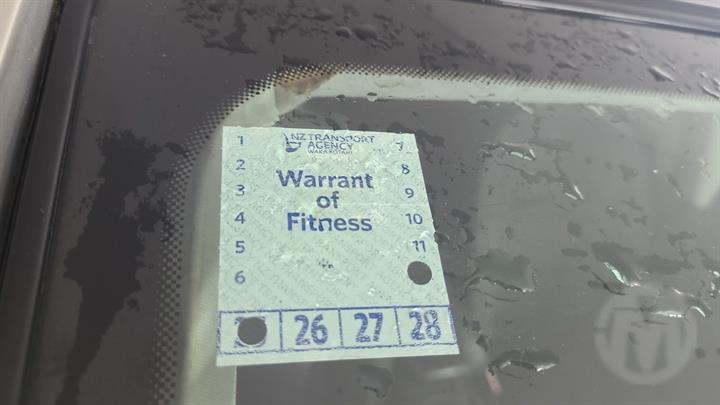 NZ TRANSPORT
AGENCY
WAKA KOTAHI
Warrant
of
Fitness
1
2
3
4
5
6
7
8
9
10
11
26 27 28
M